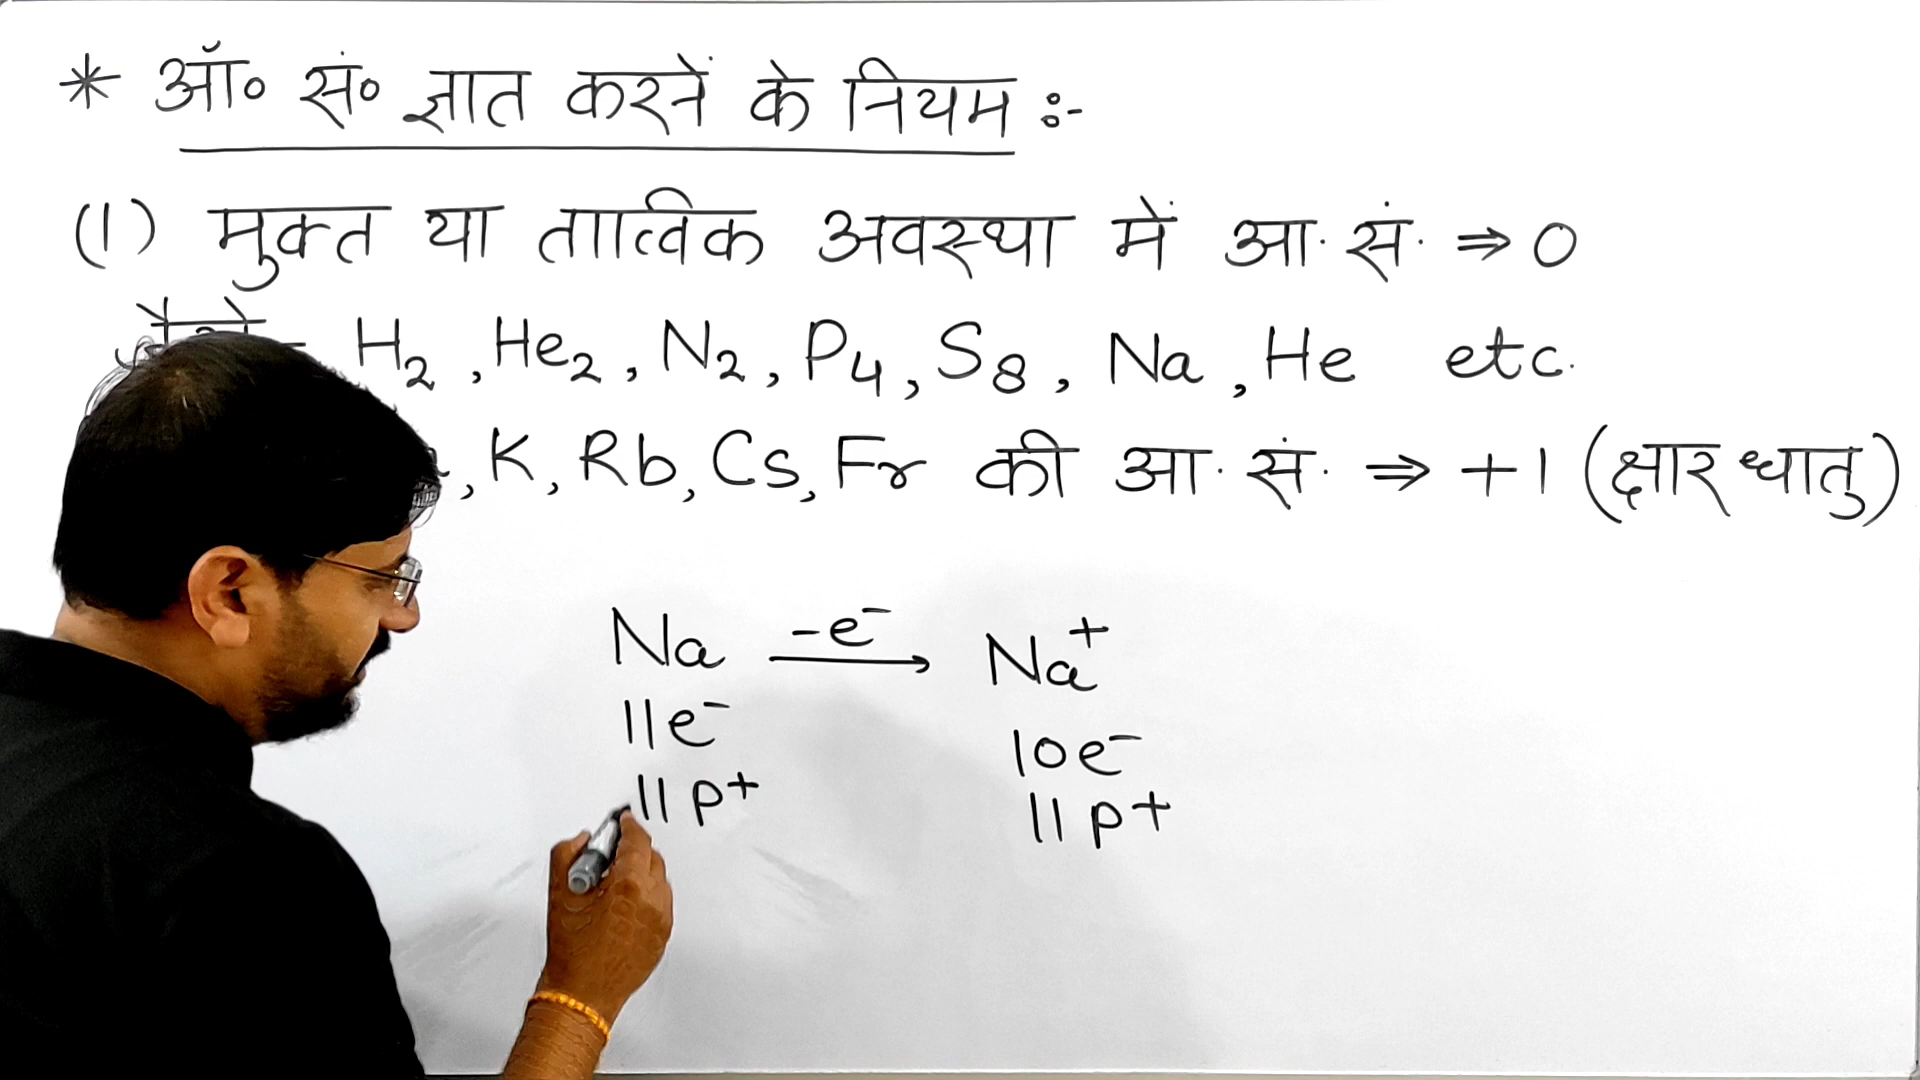 * ऑ० सं० ज्ञात करनें के नियम :-
(1) मुक्त या तात्विक अवस्था में आ. सं. ⇒ 0
H₂, He₂, N₂, P₄, S₈, Na, He etc.
, K, Rb, Cs, Fr की आ. सं. ⇒ +1 (क्षार धातु)
Na -e⁻→ Na⁺
11e⁻ 10e⁻
11p⁺ 11p⁺